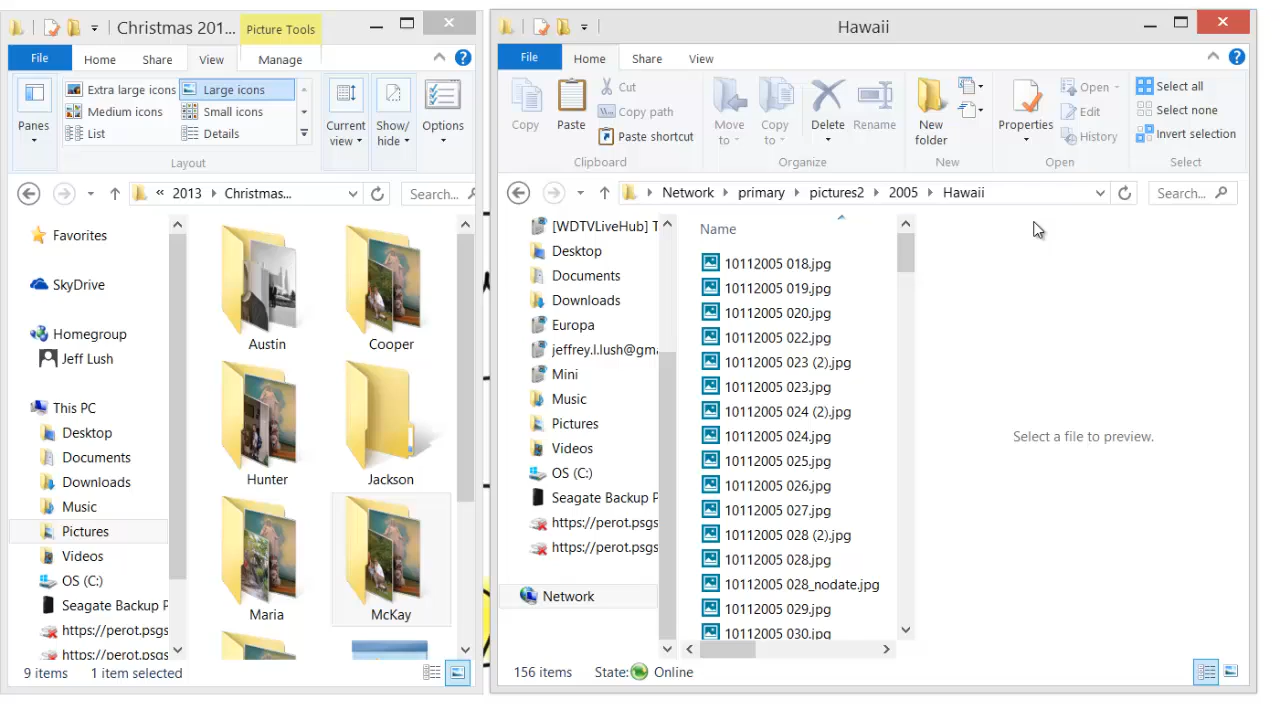 Christmas 201...
Picture Tools
File
Home
Share
View
Manage
Panes
Extra large icons
Large icons
Medium icons
Small icons
List
Details
Layout
Current view
Show/ hide
Options
« 2013 Christmas...
Search...
Favorites
SkyDrive
Homegroup
Jeff Lush
This PC
Desktop
Documents
Downloads
Music
Pictures
Videos
OS (C:)
Seagate Backup P
https://perot.psgs
https://perot.psgs
Austin
Cooper
Hunter
Jackson
Maria
McKay
9 items
1 item selected
Hawaii
File
Home
Share
View
Copy
Paste
Cut
Copy path
Paste shortcut
Clipboard
Move to
Copy to
Delete
Rename
Organize
New folder
New
Properties
Open
Edit
History
Open
Select all
Select none
Invert selection
Select
Network primary pictures2 2005 Hawaii
Search...
[WDTVLiveHub] T
Desktop
Documents
Downloads
Europa
jeffrey.l.lush@gma
Mini
Music
Pictures
Videos
OS (C:)
Seagate Backup P
https://perot.psgs
https://perot.psgs
Network
Name
10112005 018.jpg
10112005 019.jpg
10112005 020.jpg
10112005 022.jpg
10112005 023 (2).jpg
10112005 023.jpg
10112005 024 (2).jpg
10112005 024.jpg
10112005 025.jpg
10112005 026.jpg
10112005 027.jpg
10112005 028 (2).jpg
10112005 028.jpg
10112005 028_nodate.jpg
10112005 029.jpg
10112005 030.jpg
Select a file to preview.
156 items
State: Online